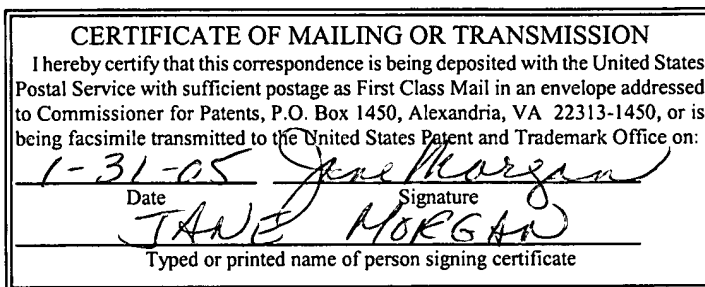 CERTIFICATE OF MAILING OR TRANSMISSION
I hereby certify that this correspondence is being deposited with the United States
Postal Service with sufficient postage as First Class Mail in an envelope addressed
to Commissioner for Patents, P.O. Box 1450, Alexandria, VA 22313-1450, or is
being facsimile transmitted to the United States Patent and Trademark Office on:
1-31-05 Jane Morgan
Date Signature
JANE MORGAN
Typed or printed name of person signing certificate